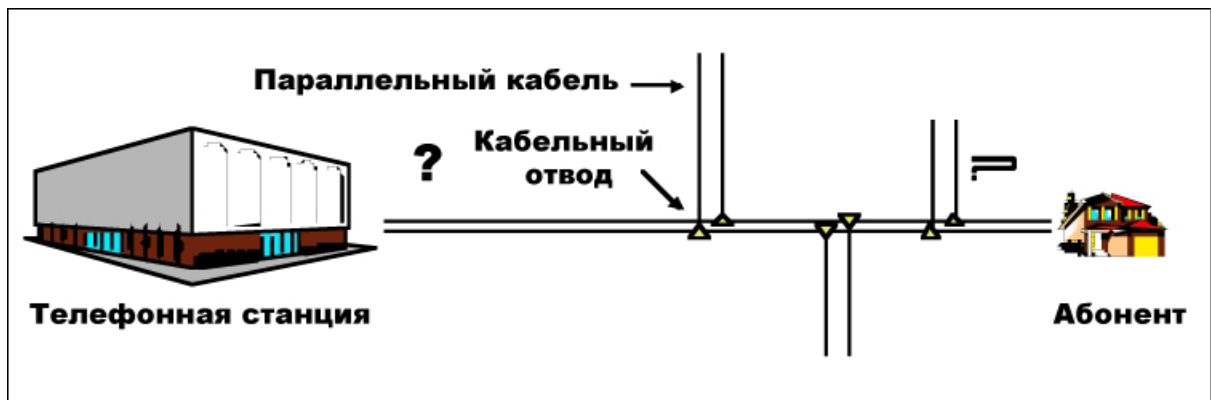 Параллельный кабель
?
Кабельный
отвод
?
Телефонная станция
Абонент